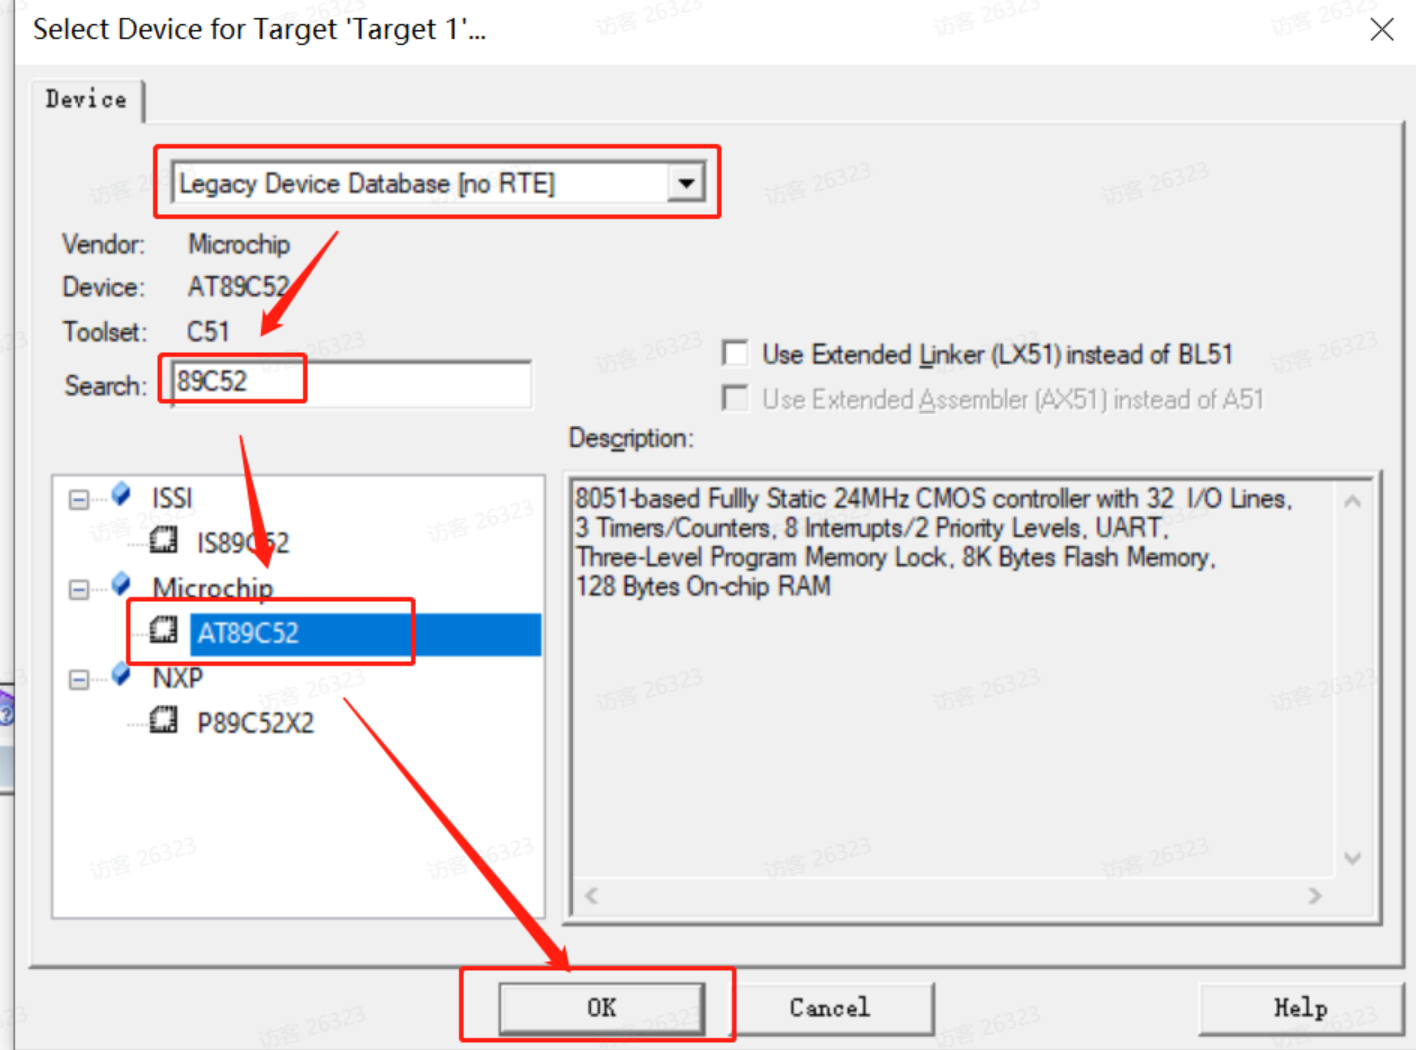 Select Device for Target 'Target 1'...
Device
Legacy Device Database [no RTE]
Vendor: Microchip
Device: AT89C52
Toolset: C51
Search: 89C52
Use Extended Linker (LX51) instead of BL51
Use Extended Assembler (AX51) instead of A51
Description:
ISSI
IS89C52
Microchip
AT89C52
NXP
P89C52X2
8051-based Fullly Static 24MHz CMOS controller with 32 I/O Lines,
3 Timers/Counters, 8 Interrupts/2 Priority Levels, UART,
Three-Level Program Memory Lock, 8K Bytes Flash Memory,
128 Bytes On-chip RAM
OK
Cancel
Help
访客 26323